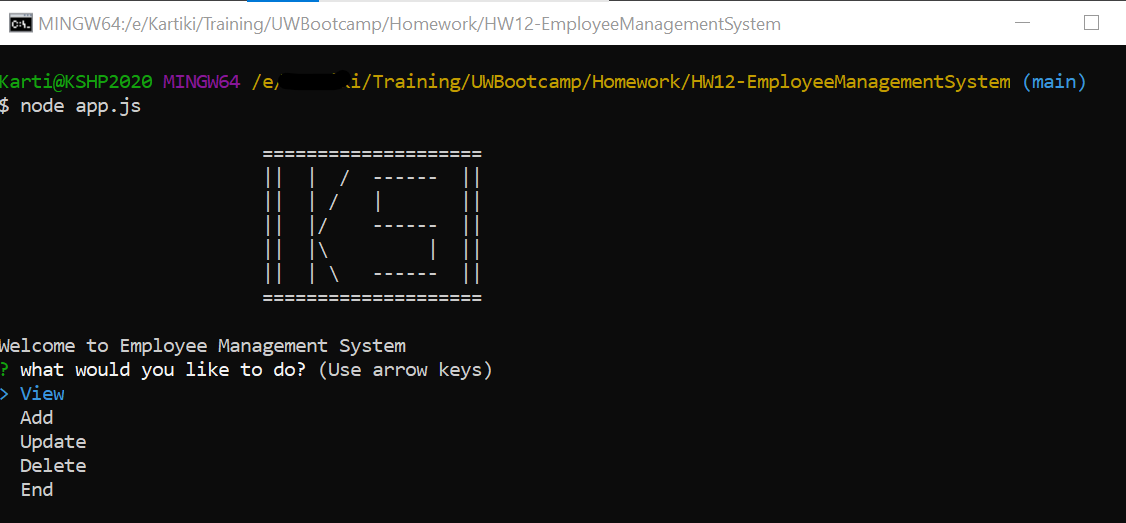 MINGW64:/e/Kartiki/Training/UWBootcamp/Homework/HW12-EmployeeManagementSystem
Karti@KSHP2020 MINGW64 /e/ i/Training/UWBootcamp/Homework/HW12-EmployeeManagementSystem (main)
$ node app.js
====================
||  |  /  ------  ||
||  | /   |       ||
||  |/    ------  ||
||  |\         |  ||
||  | \   ------  ||
====================
Welcome to Employee Management System
? what would you like to do? (Use arrow keys)
> View
Add
Update
Delete
End